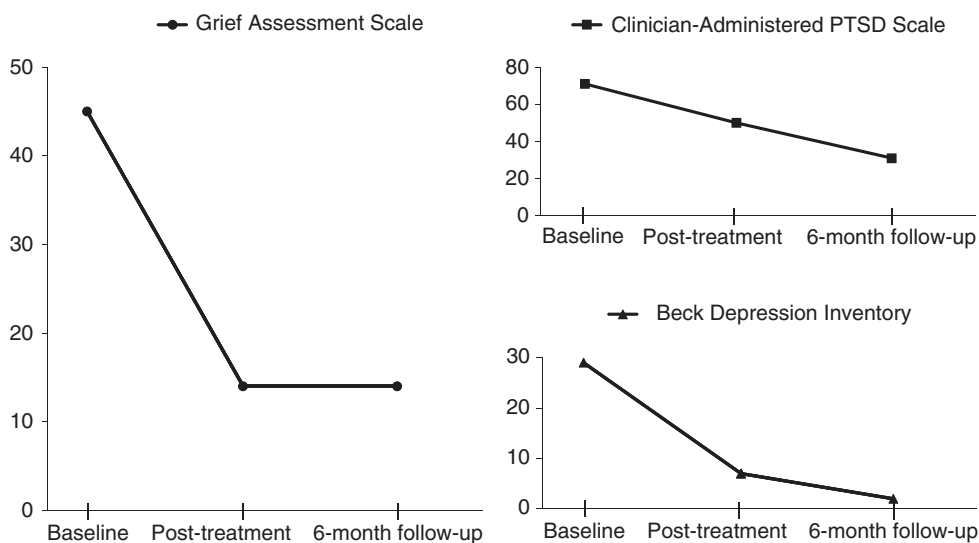 Grief Assessment Scale
50
40
30
20
10
0
Baseline Post-treatment 6-month follow-up
Clinician-Administered PTSD Scale
80
60
40
20
0
Baseline Post-treatment 6-month follow-up
Beck Depression Inventory
30
20
10
0
Baseline Post-treatment 6-month follow-up